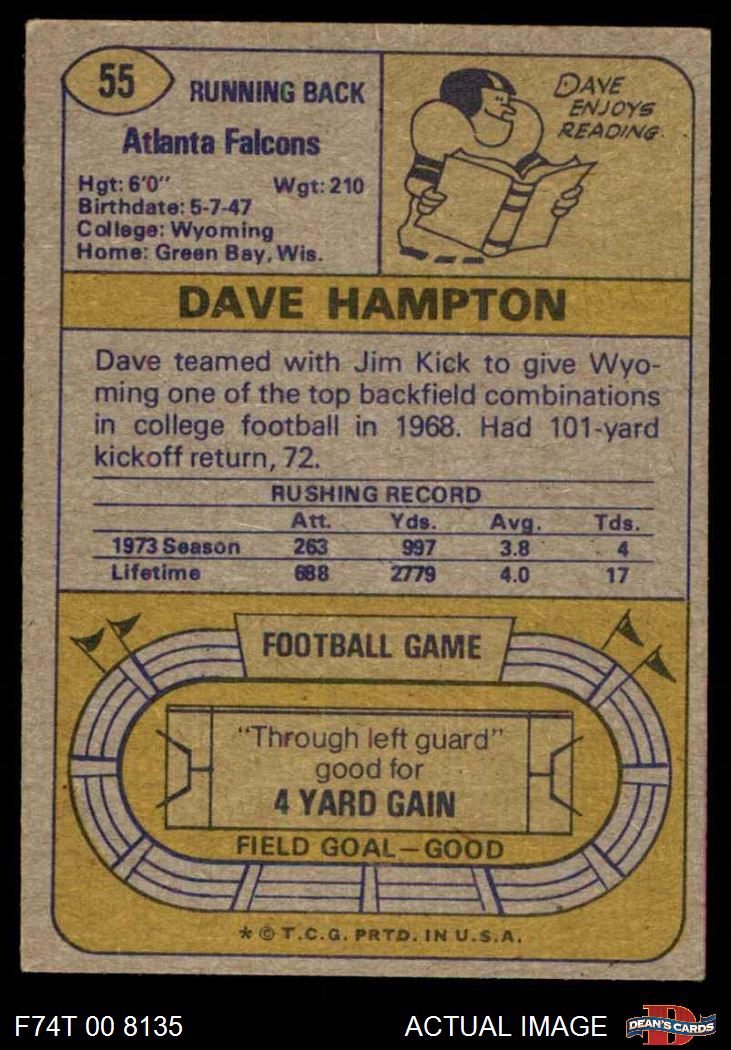 55
RUNNING BACK
Atlanta Falcons
Hgt: 6'0" Wgt: 210
Birthdate: 5-7-47
College: Wyoming
Home: Green Bay, Wis.
DAVE
ENJOYS
READING.
DAVE HAMPTON
Dave teamed with Jim Kick to give Wyo-
ming one of the top backfield combinations
in college football in 1968. Had 101-yard
kickoff return, 72.
RUSHING RECORD
Att. Yds. Avg. Tds.
1973 Season 263 997 3.8 4
Lifetime 688 2779 4.0 17
FOOTBALL GAME
"Through left guard"
good for
4 YARD GAIN
FIELD GOAL—GOOD
* © T.C.G. PRTD. IN U.S.A.
F74T 00 8135 ACTUAL IMAGE
DEAN'S CARDS